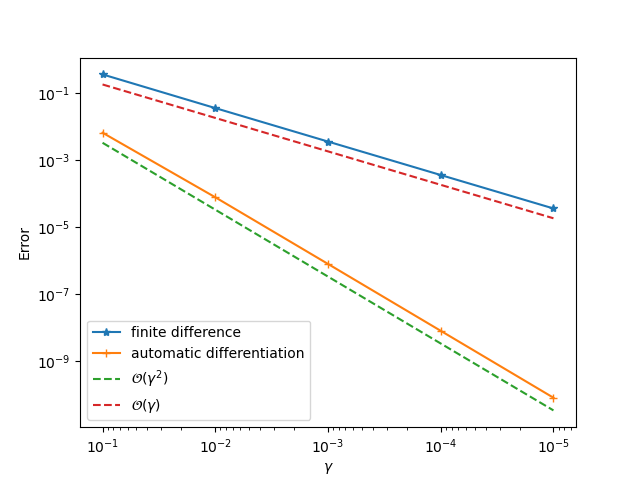 Error
10⁻¹
10⁻³
10⁻⁵
10⁻⁷
10⁻⁹
finite difference
automatic differentiation
𝒪(γ²)
𝒪(γ)
10⁻¹ 10⁻² 10⁻³ 10⁻⁴ 10⁻⁵
γ